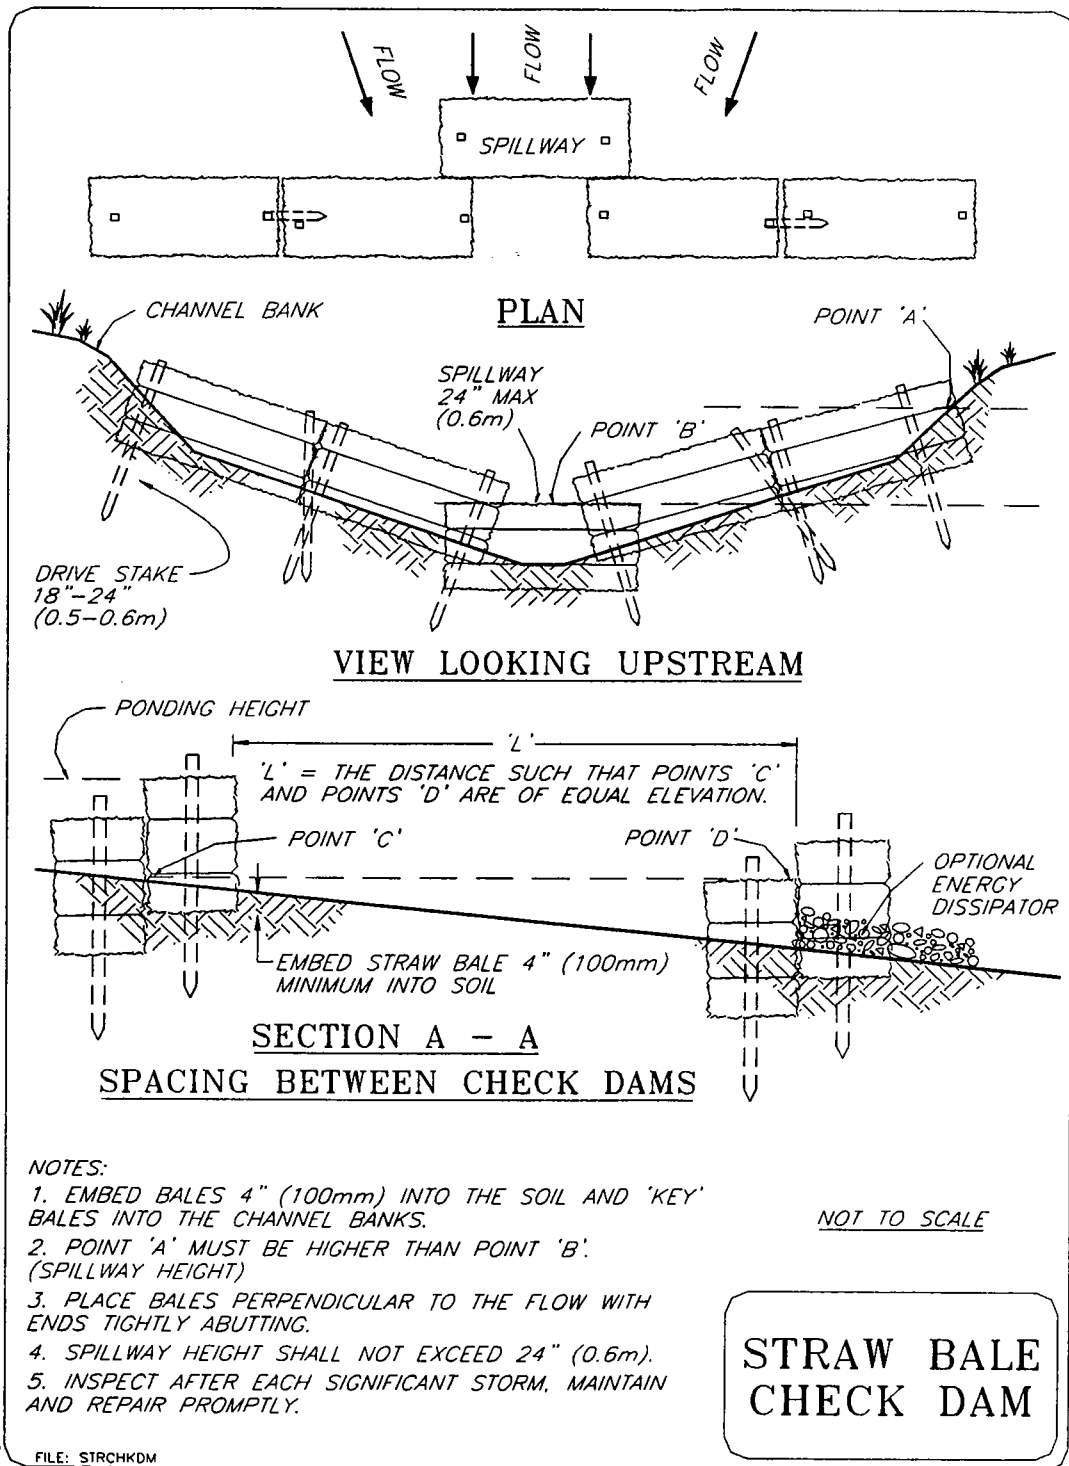 FLOW
FLOW
FLOW
SPILLWAY
PLAN
CHANNEL BANK
POINT 'A'
SPILLWAY
24" MAX
(0.6m)
POINT 'B'
DRIVE STAKE
18"-24"
(0.5-0.6m)
VIEW LOOKING UPSTREAM
PONDING HEIGHT
'L'
'L' = THE DISTANCE SUCH THAT POINTS 'C'
AND POINTS 'D' ARE OF EQUAL ELEVATION.
POINT 'C'
POINT 'D'
OPTIONAL
ENERGY
DISSIPATOR
EMBED STRAW BALE 4" (100mm)
MINIMUM INTO SOIL
SECTION A - A
SPACING BETWEEN CHECK DAMS
NOTES:
1. EMBED BALES 4" (100mm) INTO THE SOIL AND 'KEY'
BALES INTO THE CHANNEL BANKS.
2. POINT 'A' MUST BE HIGHER THAN POINT 'B'.
(SPILLWAY HEIGHT)
3. PLACE BALES PERPENDICULAR TO THE FLOW WITH
ENDS TIGHTLY ABUTTING.
4. SPILLWAY HEIGHT SHALL NOT EXCEED 24" (0.6m).
5. INSPECT AFTER EACH SIGNIFICANT STORM, MAINTAIN
AND REPAIR PROMPTLY.
NOT TO SCALE
STRAW BALE
CHECK DAM
FILE: STRCHKDM